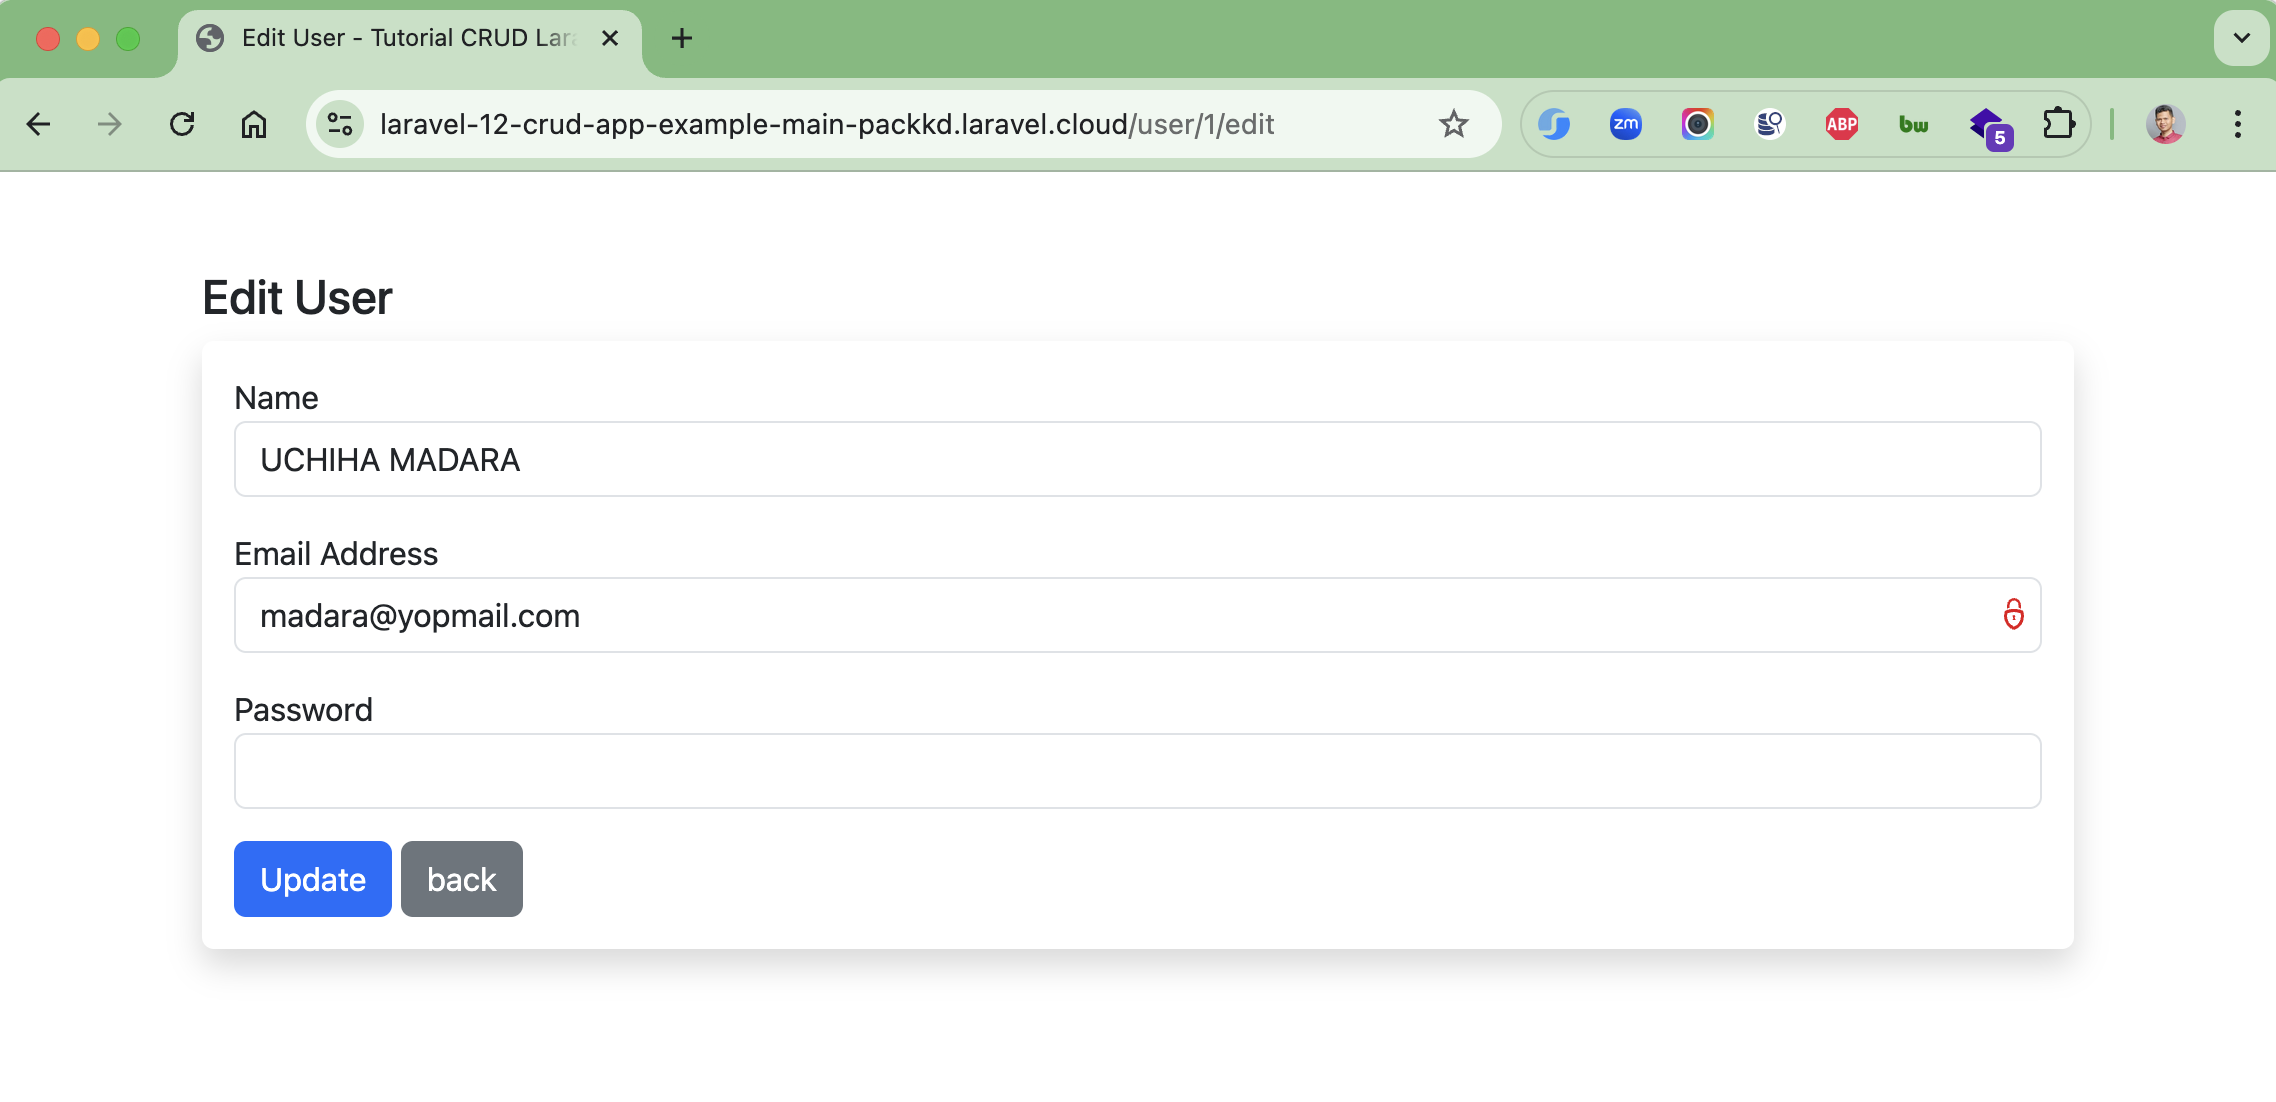 Edit User - Tutorial CRUD Lara
laravel-12-crud-app-example-main-packkd.laravel.cloud/user/1/edit
zm
ABP
bw
5
Edit User
Name
UCHIHA MADARA
Email Address
madara@yopmail.com
Password
Update back